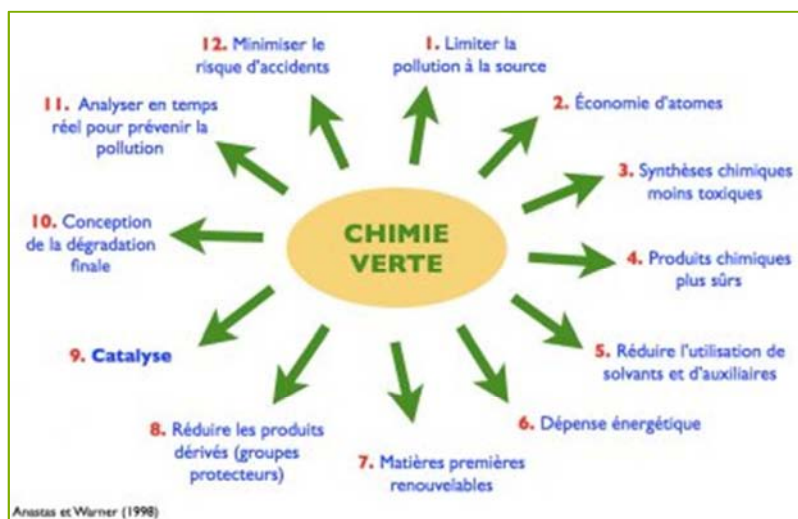 CHIMIE
VERTE
1. Limiter la
pollution à la source
2. Économie d'atomes
3. Synthèses chimiques
moins toxiques
4. Produits chimiques
plus sûrs
5. Réduire l'utilisation de
solvants et d'auxiliaires
6. Dépense énergétique
7. Matières premières
renouvelables
8. Réduire les produits
dérivés (groupes
protecteurs)
9. Catalyse
10. Conception
de la dégradation
finale
11. Analyser en temps
réel pour prévenir la
pollution
12. Minimiser le
risque d'accidents
Anastas et Warner (1998)